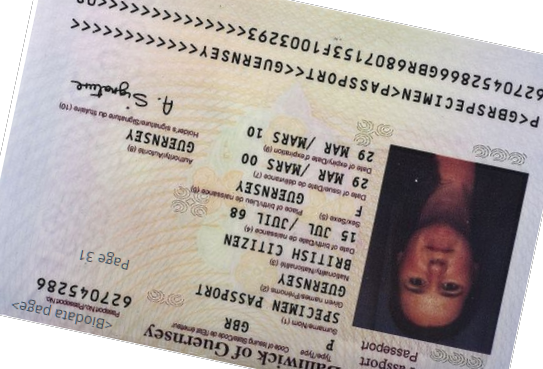 Bailiwick of Guernsey
Passport
Passeport
Type/Type
Code of Issuing State/Code de l'État émetteur
Passport No./Passeport No.
P
GBR
627045286
<Biodata page>
Surname/Nom (1)
SPECIMEN PASSPORT
Given names/Prénoms (2)
GUERNSEY
Nationality/Nationalité (3)
BRITISH CITIZEN
Page 31
Date of birth/Date de naissance (4)
15 JUL /JUIL 68
Sex/Sexe (5)
Place of birth/Lieu de naissance (6)
F
GUERNSEY
Date of issue/Date de délivrance (7)
29 MAR /MARS 00
Authority/Autorité (8)
GUERNSEY
Date of expiry/Date d'expiration (9)
29 MAR /MARS 10
Holder's signature/Signature du titulaire (10)
A. Signature
P<GBRSPECIMEN<PASSPORT<<GUERNSEY<<<<<<<<<<<<
6270452866GBR6807153F1003293<<<<<<<<<<<<<<02